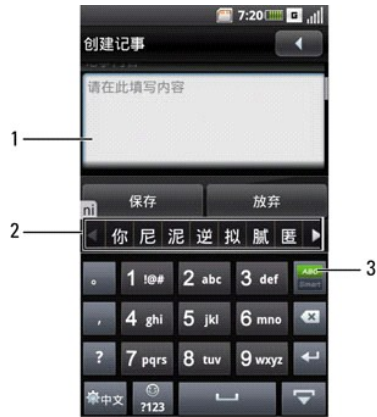 7:20 G
创建记事
请在此填写内容
1
保存 放弃
ni
2
你 尼 泥 逆 拟 腻 匿
。 1 !@# 2 abc 3 def ABC Smart
3
, 4 ghi 5 jkl 6 mno
? 7 pqrs 8 tuv 9 wxyz
中文 ?123